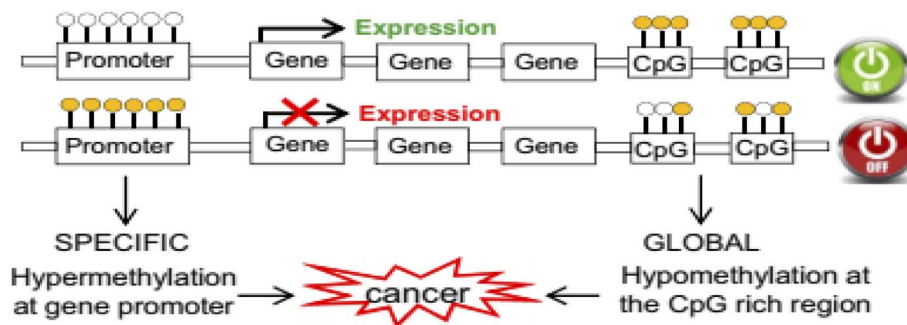 Expression
Promoter Gene Gene Gene CpG CpG
ON
Expression
Promoter Gene Gene Gene CpG CpG
OFF
SPECIFIC
Hypermethylation
at gene promoter
cancer
GLOBAL
Hypomethylation at
the CpG rich region